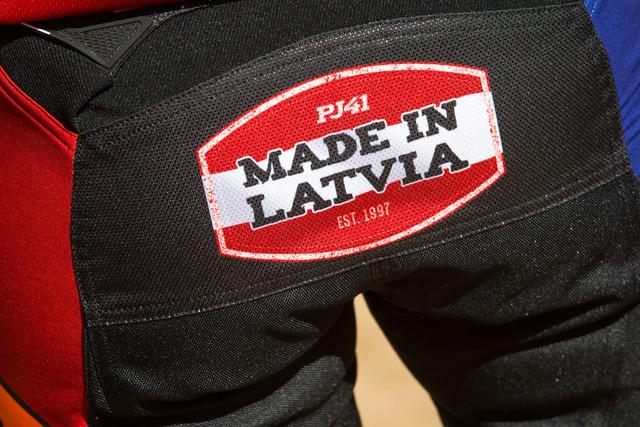 PJ41
MADE IN
LATVIA
EST. 1997